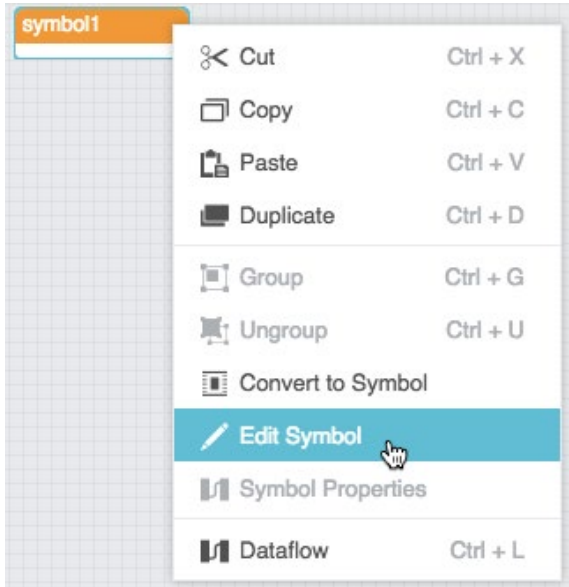 symbol1
Cut Ctrl + X
Copy Ctrl + C
Paste Ctrl + V
Duplicate Ctrl + D
Group Ctrl + G
Ungroup Ctrl + U
Convert to Symbol
Edit Symbol
Symbol Properties
Dataflow Ctrl + L